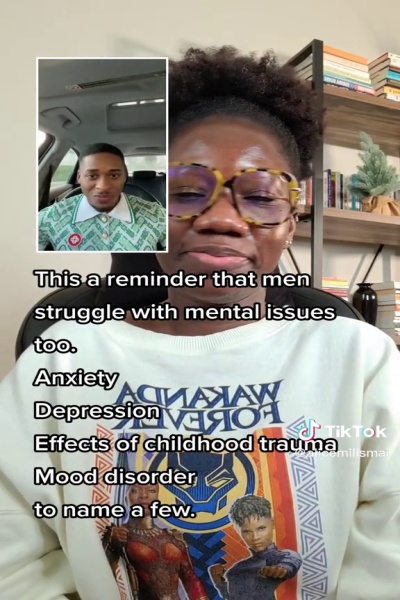 This a reminder that men
struggle with mental issues
too.
Anxiety
Depression
Effects of childhood trauma
Mood disorder
to name a few.
WAKANDA
FOREVER
TikTok